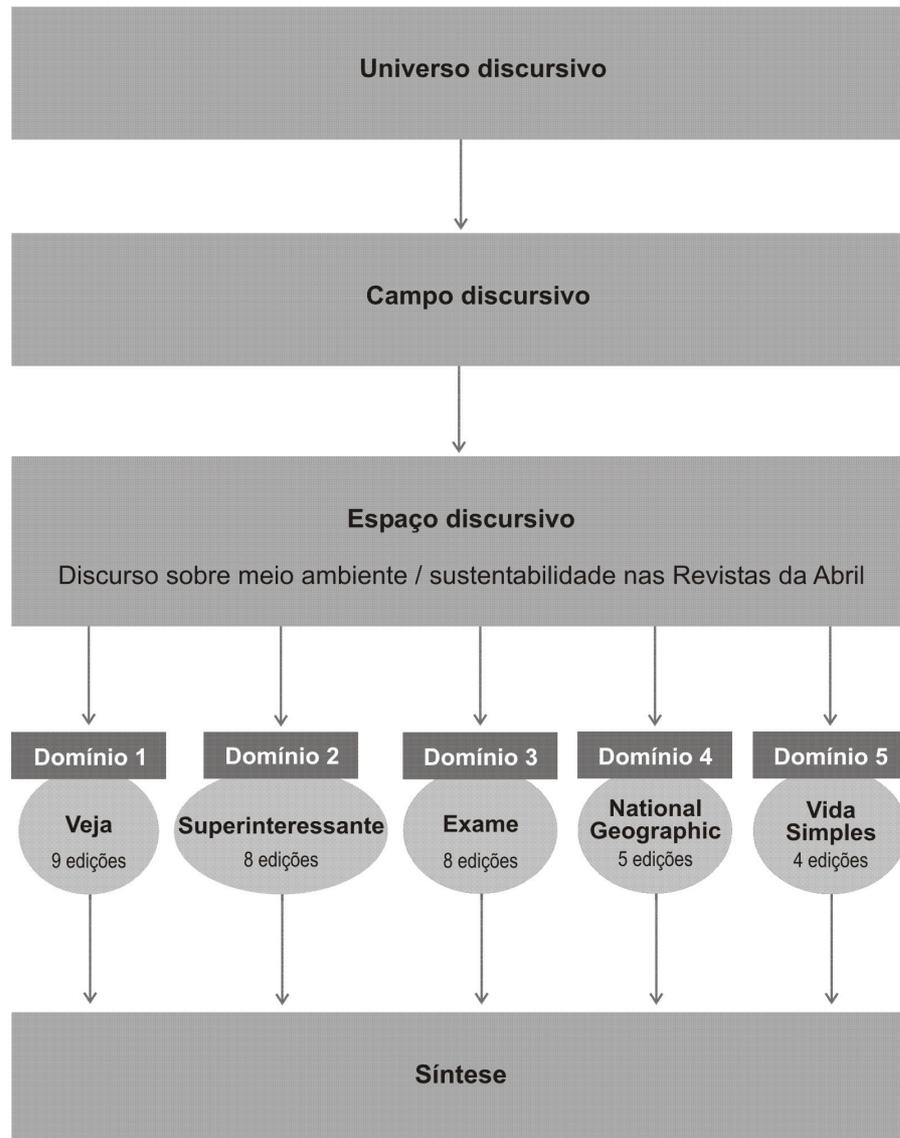 Universo discursivo
Campo discursivo
Espaço discursivo
Discurso sobre meio ambiente / sustentabilidade nas Revistas da Abril
Domínio 1
Veja
9 edições
Domínio 2
Superinteressante
8 edições
Domínio 3
Exame
8 edições
Domínio 4
National
Geographic
5 edições
Domínio 5
Vida
Simples
4 edições
Síntese